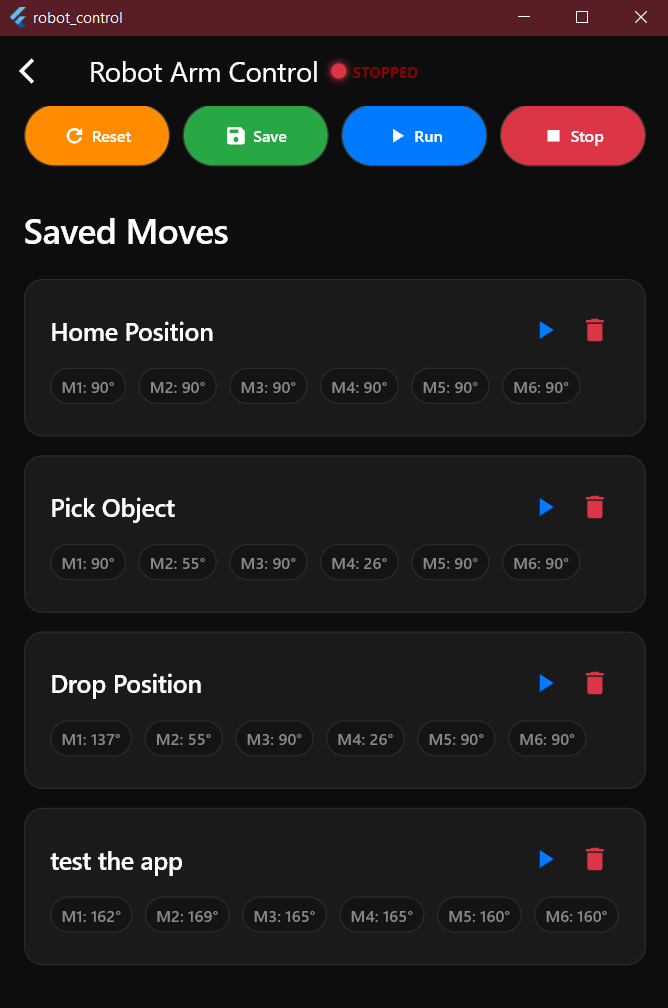 robot_control
Robot Arm Control STOPPED
Reset Save Run Stop
Saved Moves
Home Position
M1: 90° M2: 90° M3: 90° M4: 90° M5: 90° M6: 90°
Pick Object
M1: 90° M2: 55° M3: 90° M4: 26° M5: 90° M6: 90°
Drop Position
M1: 137° M2: 55° M3: 90° M4: 26° M5: 90° M6: 90°
test the app
M1: 162° M2: 169° M3: 165° M4: 165° M5: 160° M6: 160°